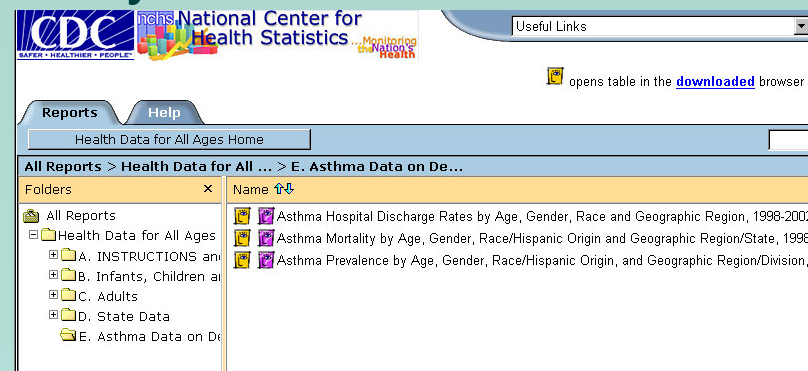 CDC
SAFER · HEALTHIER · PEOPLE™
nchs National Center for
Health Statistics ...Monitoring
the Nation's
Health
Useful Links
opens table in the downloaded browser
Reports Help
Health Data for All Ages Home
All Reports > Health Data for All ... > E. Asthma Data on De...
Folders × Name
All Reports
Health Data for All Ages
A. INSTRUCTIONS an
B. Infants, Children a
C. Adults
D. State Data
E. Asthma Data on De
Asthma Hospital Discharge Rates by Age, Gender, Race and Geographic Region, 1998-2002
Asthma Mortality by Age, Gender, Race/Hispanic Origin and Geographic Region/State, 1998
Asthma Prevalence by Age, Gender, Race/Hispanic Origin, and Geographic Region/Division,